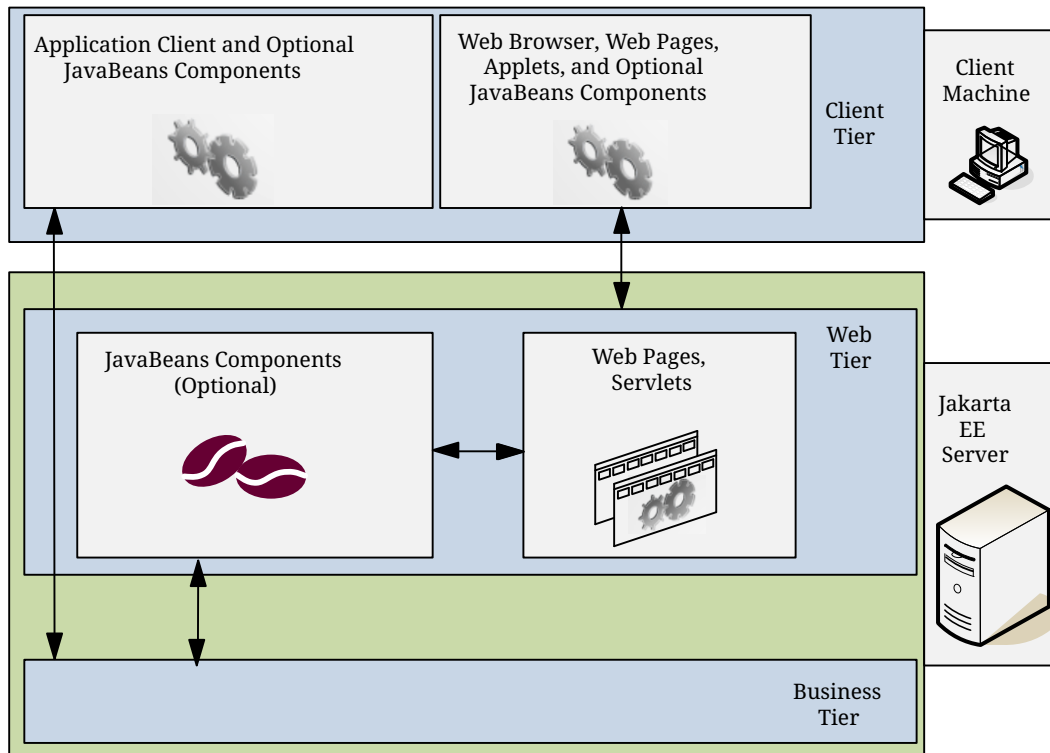 Application Client and Optional
JavaBeans Components
Web Browser, Web Pages,
Applets, and Optional
JavaBeans Components
Client
Tier
Client
Machine
JavaBeans Components
(Optional)
Web Pages,
Servlets
Web
Tier
Jakarta
EE
Server
Business
Tier